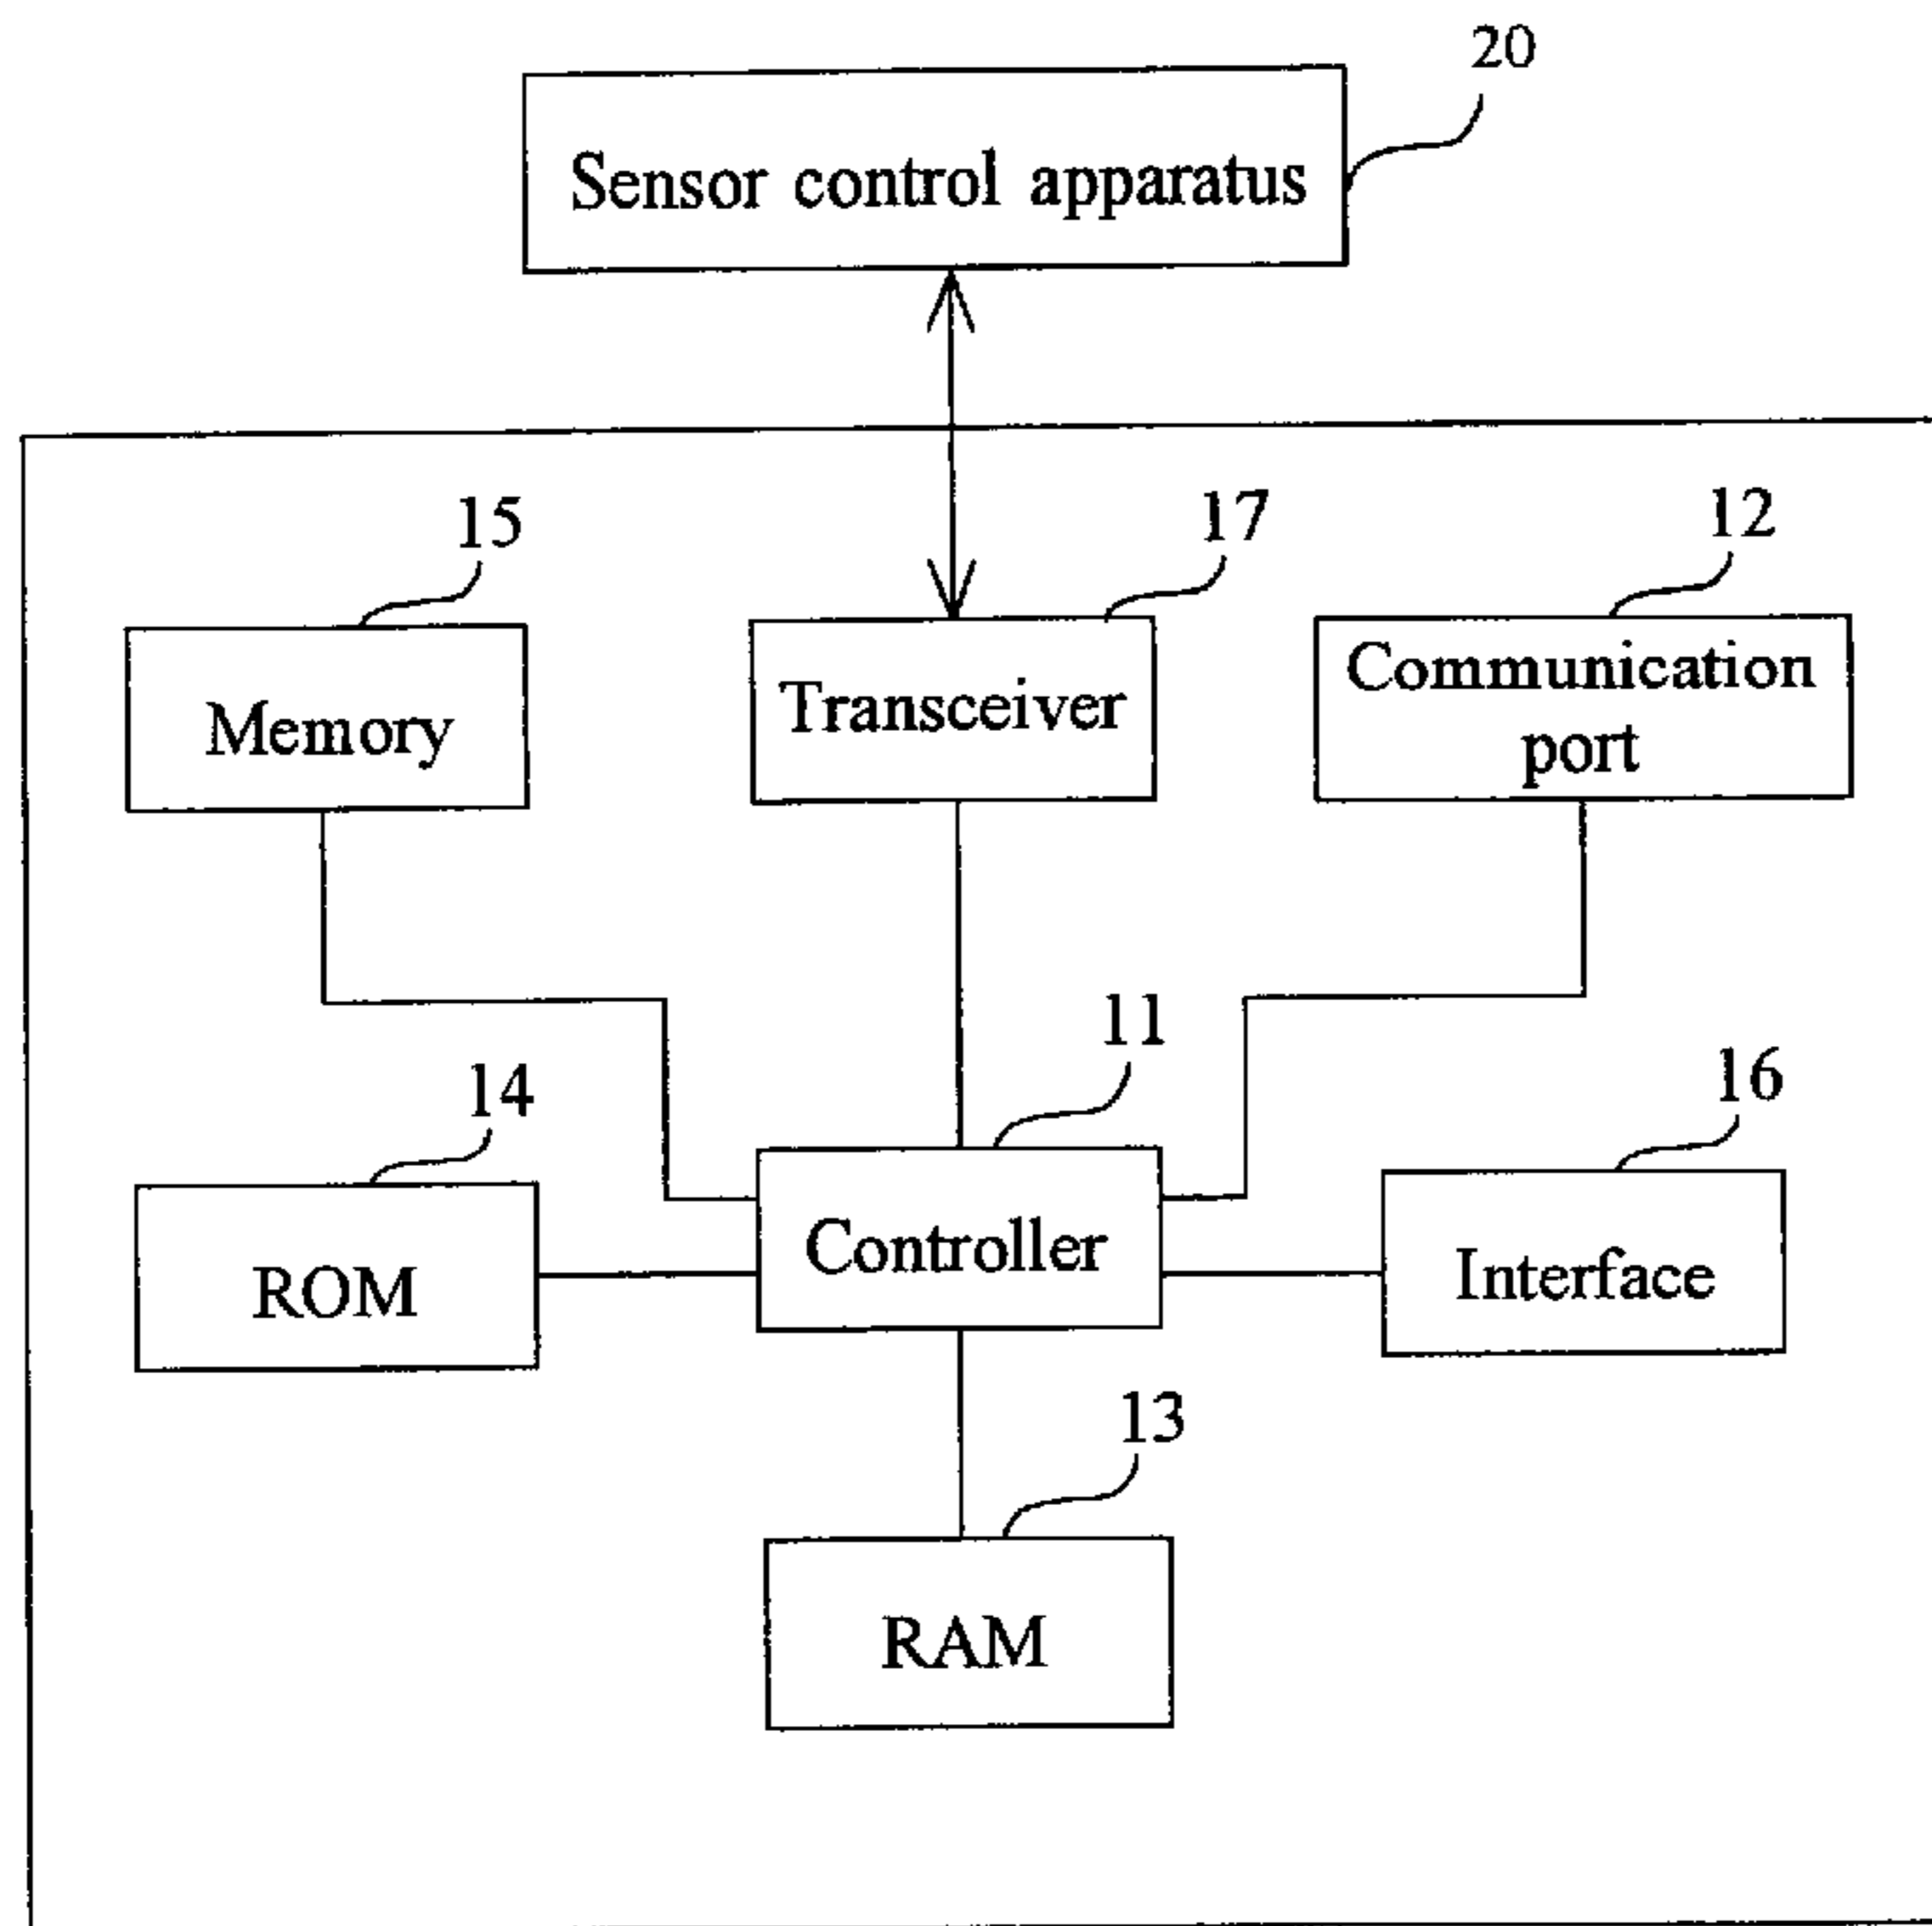 20
Sensor control apparatus
15
17
12
Memory
Transceiver
Communication
port
11
14
16
ROM
Controller
Interface
13
RAM